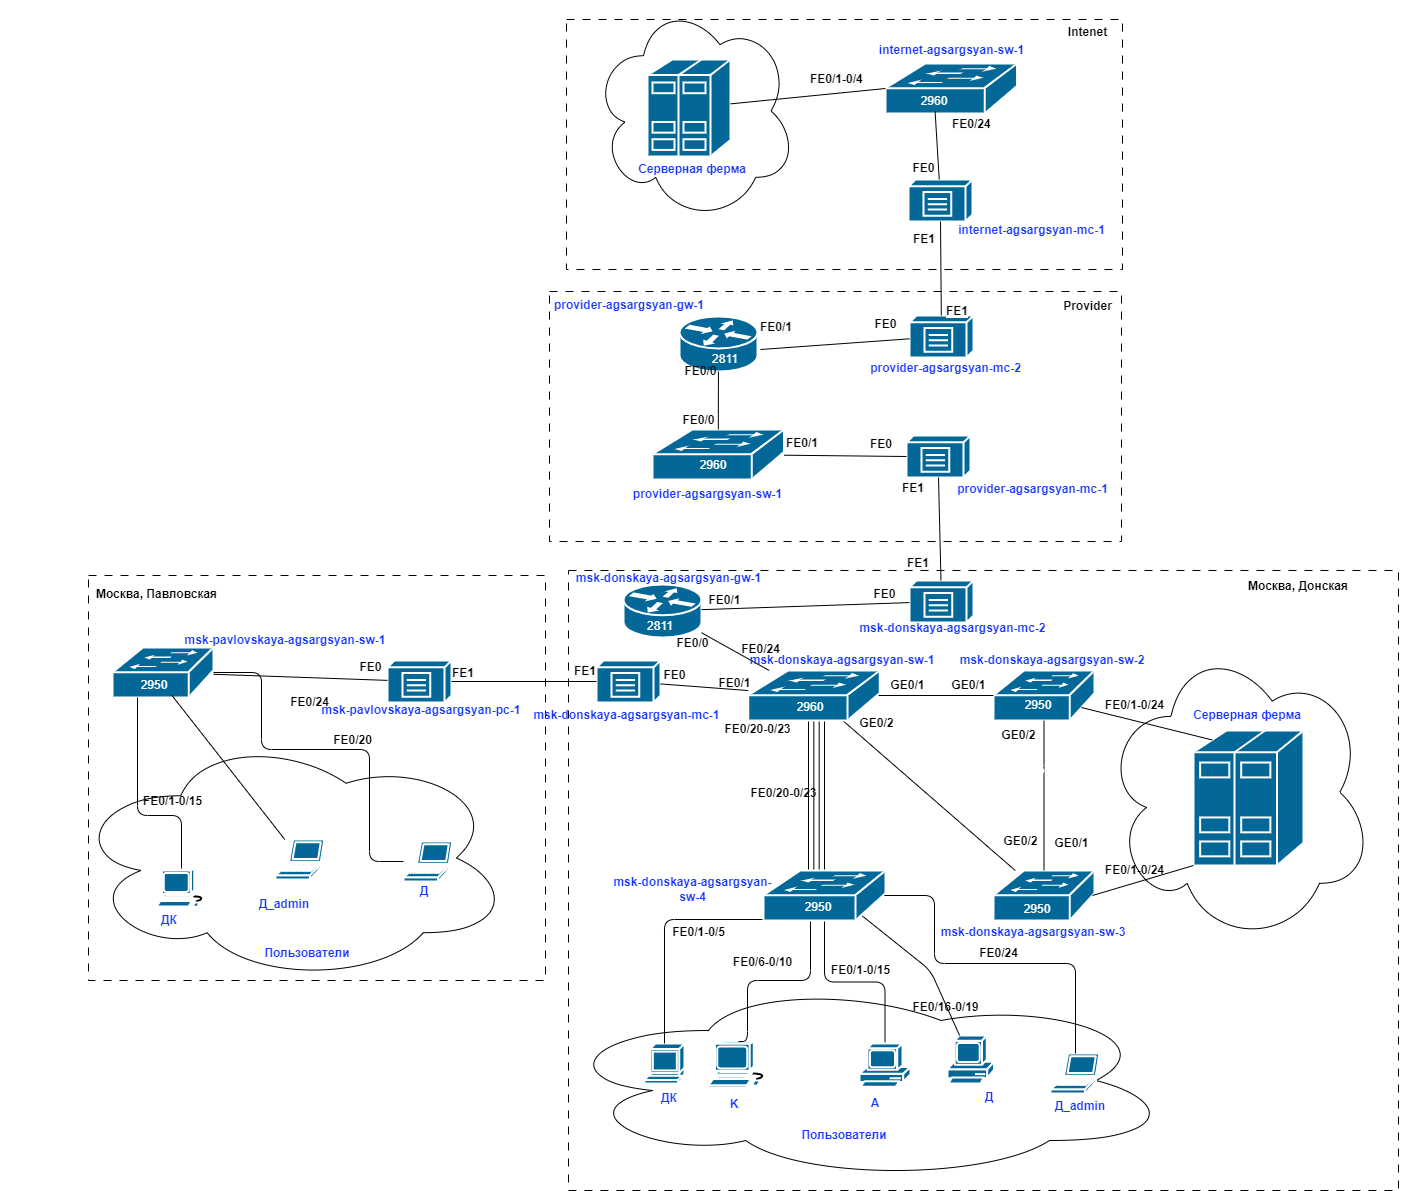 Intenet
internet-agsargsyan-sw-1
FE0/1-0/4
2960
FE0/24
Серверная ферма
FE0
internet-agsargsyan-mc-1
FE1
provider-agsargsyan-gw-1
Provider
FE1
FE0/1
FE0
2811
FE0/0
provider-agsargsyan-mc-2
FE0/0
FE0/1
FE0
2960
provider-agsargsyan-sw-1
FE1
provider-agsargsyan-mc-1
FE1
msk-donskaya-agsargsyan-gw-1
Москва, Донская
Москва, Павловская
FE0/1
FE0
2811
msk-donskaya-agsargsyan-mc-2
msk-pavlovskaya-agsargsyan-sw-1
FE0/0
FE0/24
msk-donskaya-agsargsyan-sw-1
msk-donskaya-agsargsyan-sw-2
FE0
FE1
FE1
FE0
FE0/1
GE0/1
GE0/1
2950
FE0/24
msk-pavlovskaya-agsargsyan-pc-1
msk-donskaya-agsargsyan-mc-1
2960
2950
FE0/1-0/24
Серверная ферма
FE0/20-0/23
GE0/2
GE0/2
FE0/20
FE0/20-0/23
FE0/1-0/15
GE0/2
GE0/1
FE0/1-0/24
msk-donskaya-agsargsyan-
sw-4
2950
2950
Д
Д_admin
ДК
msk-donskaya-agsargsyan-sw-3
FE0/1-0/5
Пользователи
FE0/24
FE0/6-0/10
FE0/1-0/15
FE0/16-0/19
ДК
К
А
Д
Д_admin
Пользователи